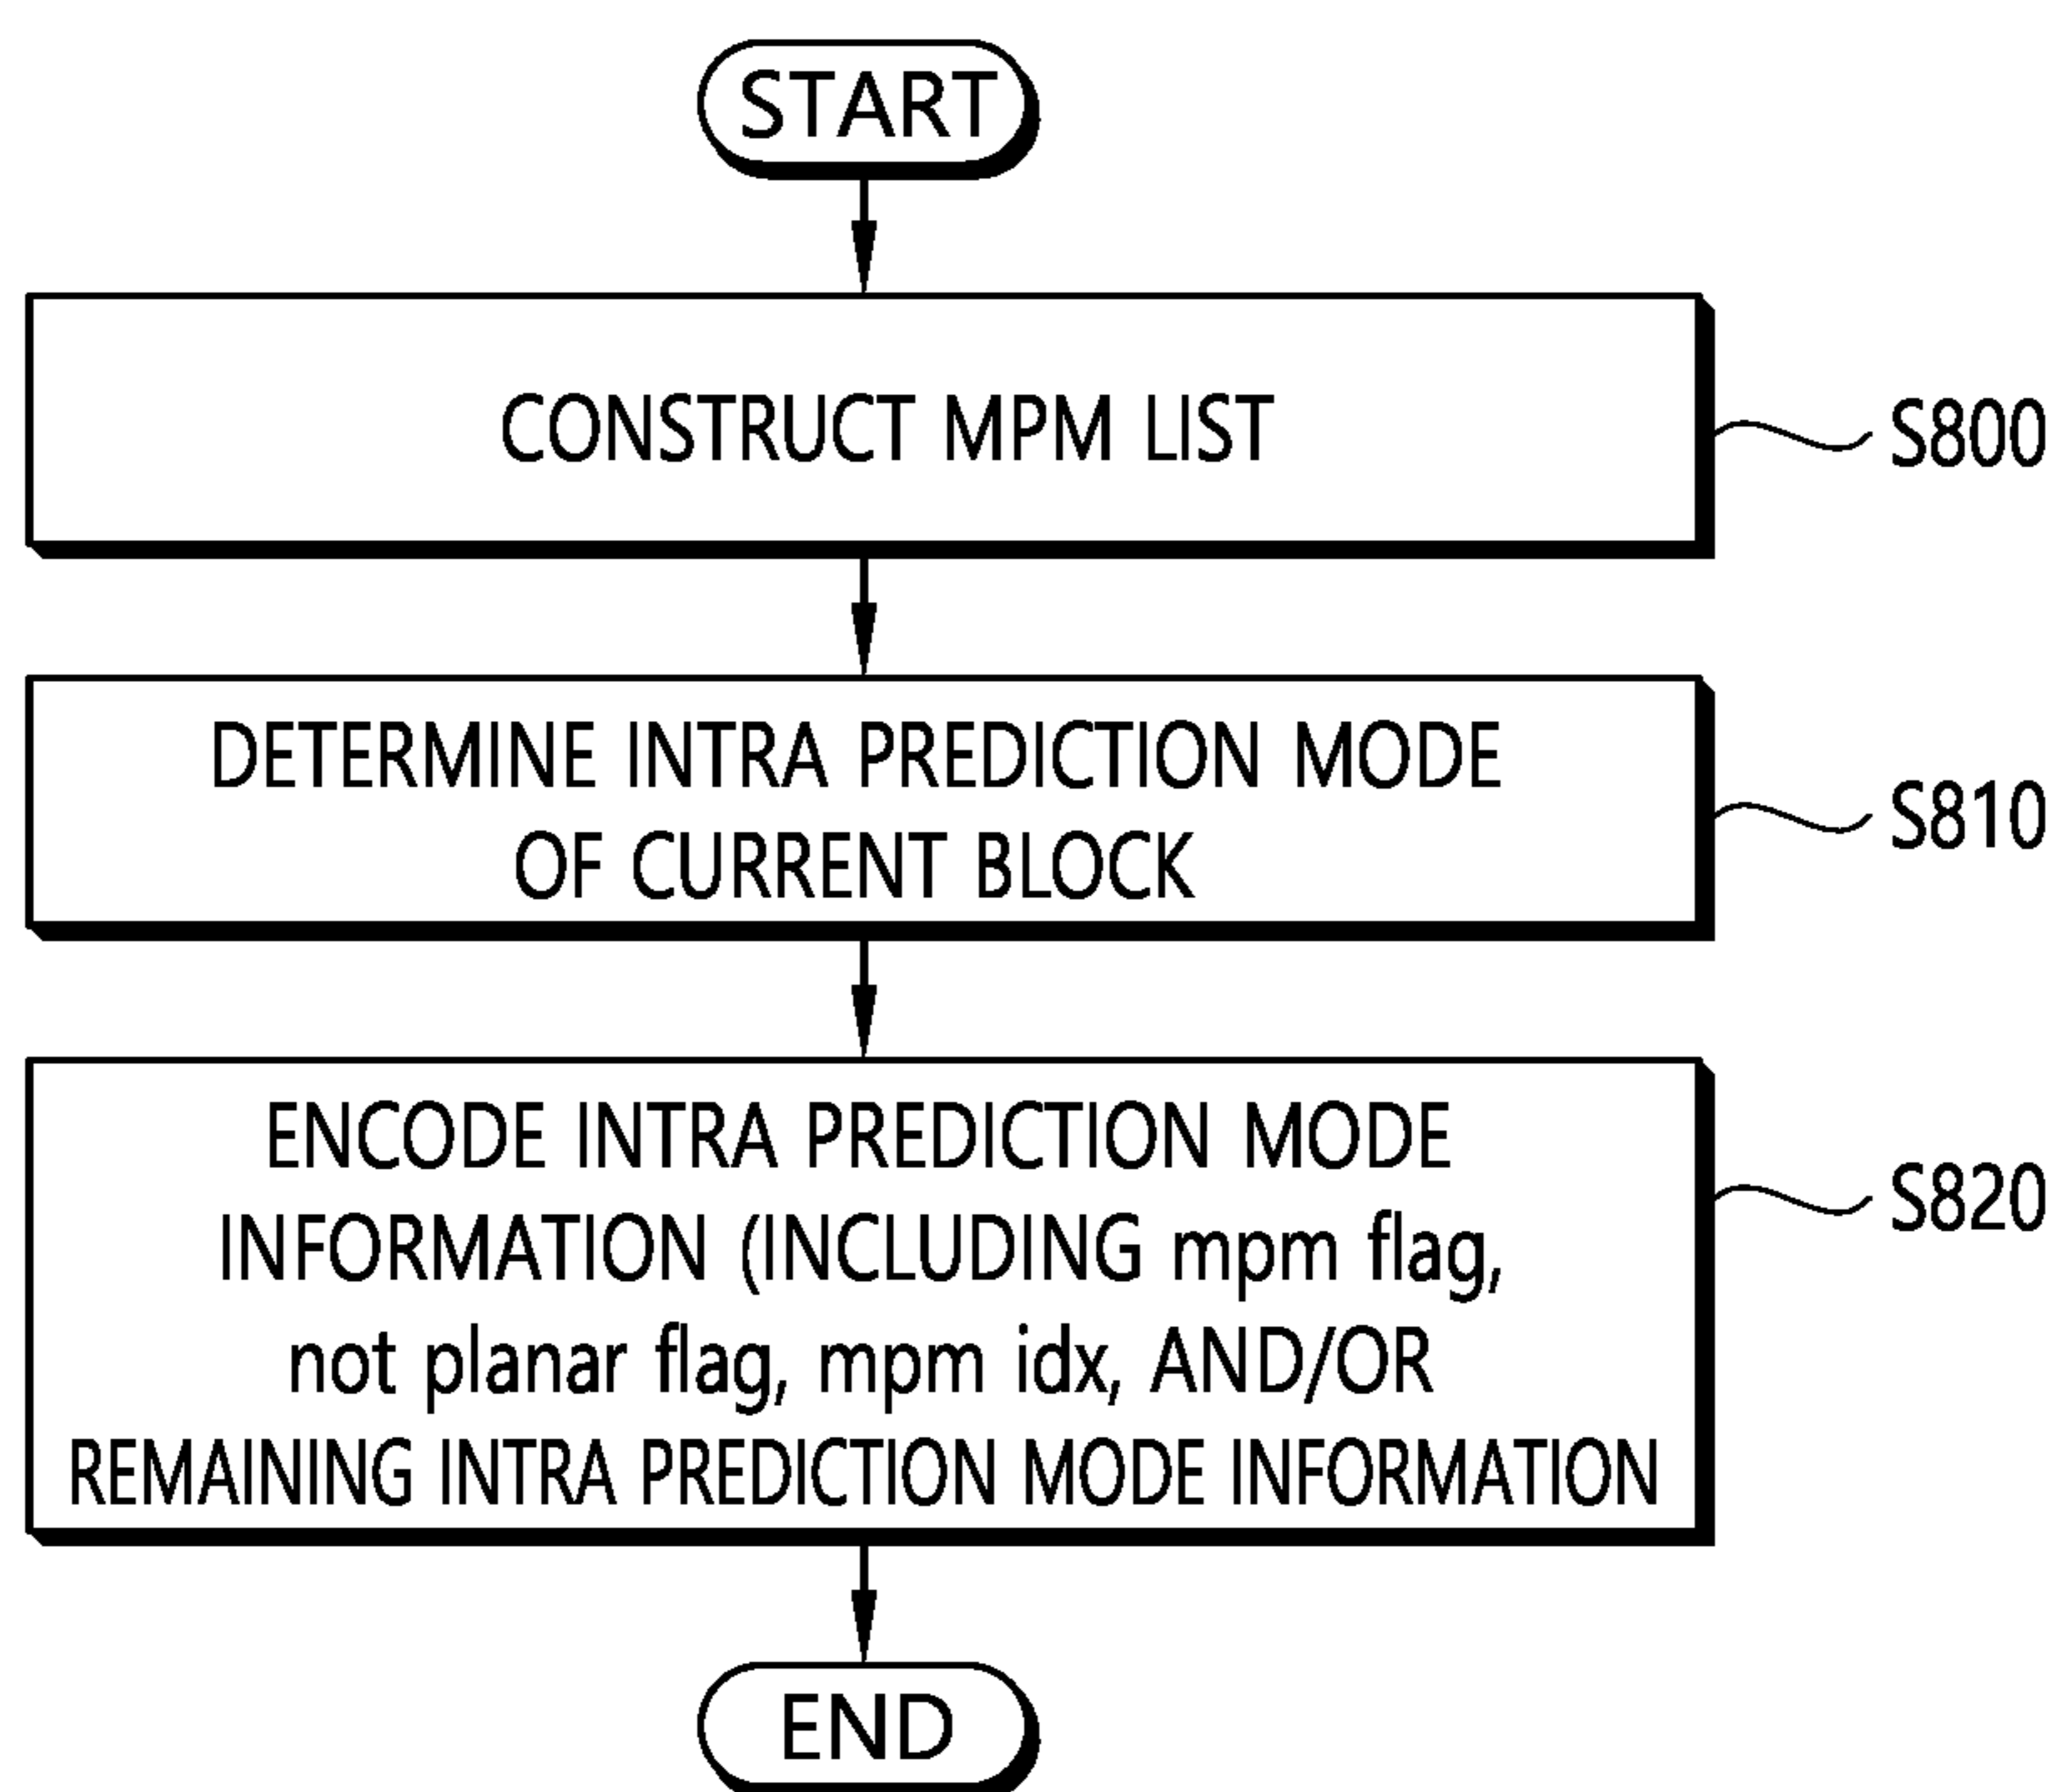 START
CONSTRUCT MPM LIST
S800
DETERMINE INTRA PREDICTION MODE
OF CURRENT BLOCK
S810
ENCODE INTRA PREDICTION MODE
INFORMATION (INCLUDING mpm flag,
not planar flag, mpm idx, AND/OR
REMAINING INTRA PREDICTION MODE INFORMATION
S820
END